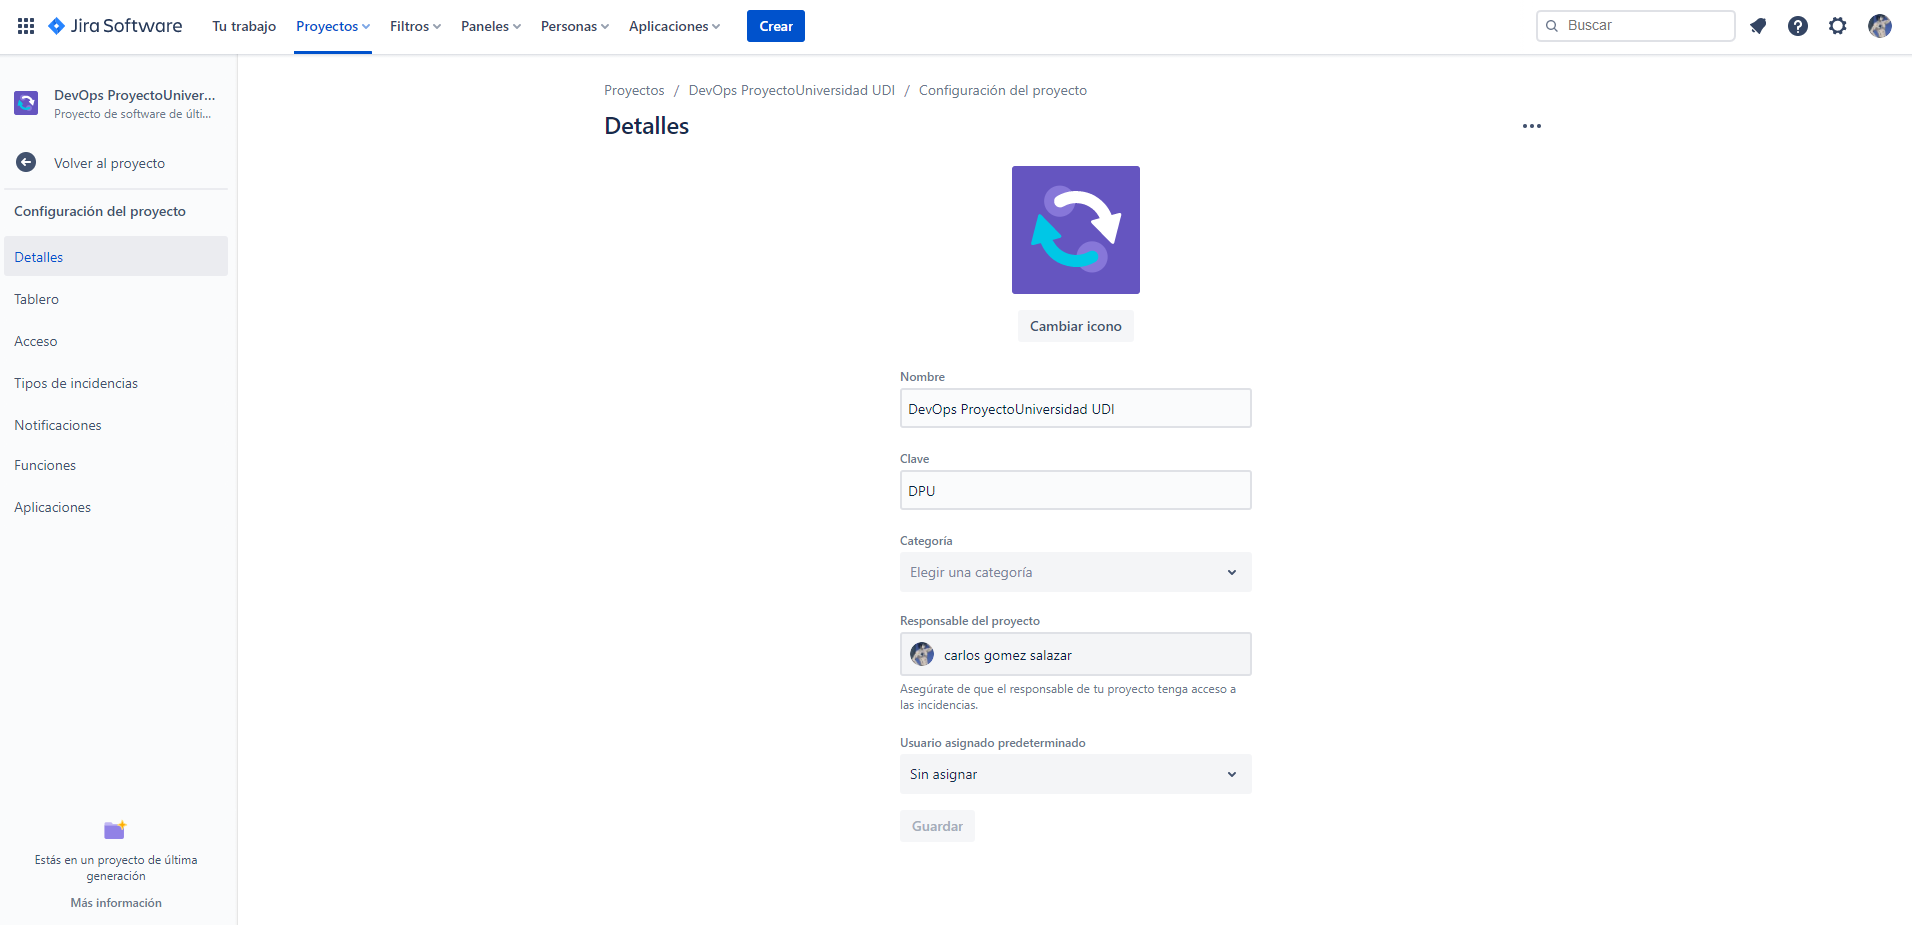 Jira Software
Tu trabajo
Proyectos
Filtros
Paneles
Personas
Aplicaciones
Crear
Buscar
DevOps ProyectoUniver...
Proyecto de software de últi...
Volver al proyecto
Configuración del proyecto
Detalles
Tablero
Acceso
Tipos de incidencias
Notificaciones
Funciones
Aplicaciones
Estás en un proyecto de última
generación
Más información
Proyectos / DevOps ProyectoUniversidad UDI / Configuración del proyecto
Detalles
Cambiar icono
Nombre
DevOps ProyectoUniversidad UDI
Clave
DPU
Categoría
Elegir una categoría
Responsable del proyecto
carlos gomez salazar
Asegúrate de que el responsable de tu proyecto tenga acceso a
las incidencias.
Usuario asignado predeterminado
Sin asignar
Guardar